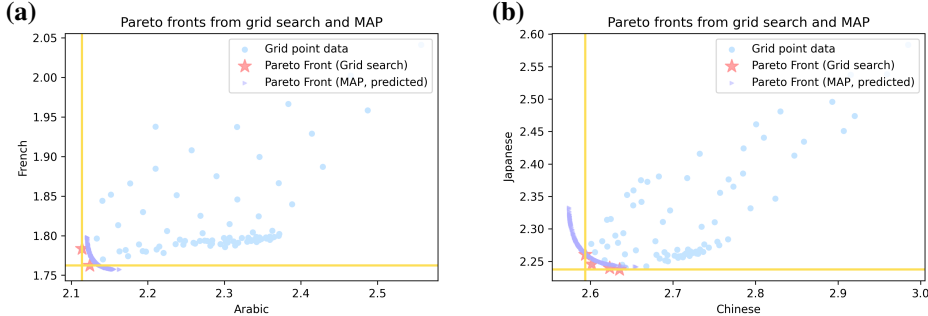 (a)
Pareto fronts from grid search and MAP
2.05
2.00
1.95
1.90
1.85
1.80
1.75
French
Grid point data
Pareto Front (Grid search)
Pareto Front (MAP, predicted)
2.1
2.2
2.3
2.4
2.5
Arabic
(b)
Pareto fronts from grid search and MAP
2.60
2.55
2.50
2.45
2.40
2.35
2.30
2.25
Japanese
Grid point data
Pareto Front (Grid search)
Pareto Front (MAP, predicted)
2.6
2.7
2.8
2.9
3.0
Chinese